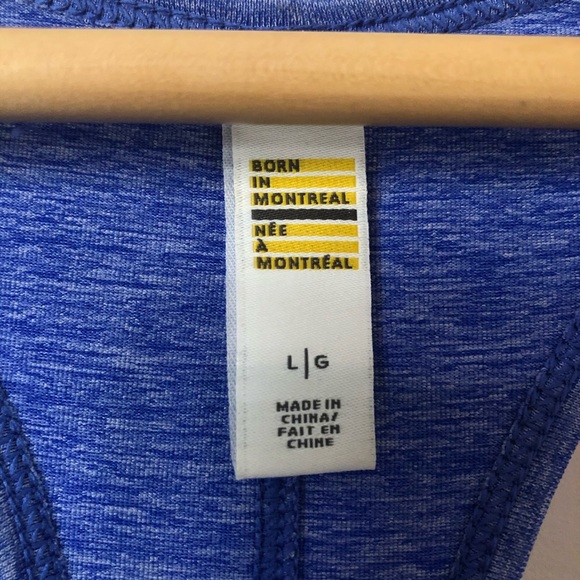 BORN
IN
MONTREAL
NÉE
À
MONTRÉAL
L|G
MADE IN
CHINA/
FAIT EN
CHINE